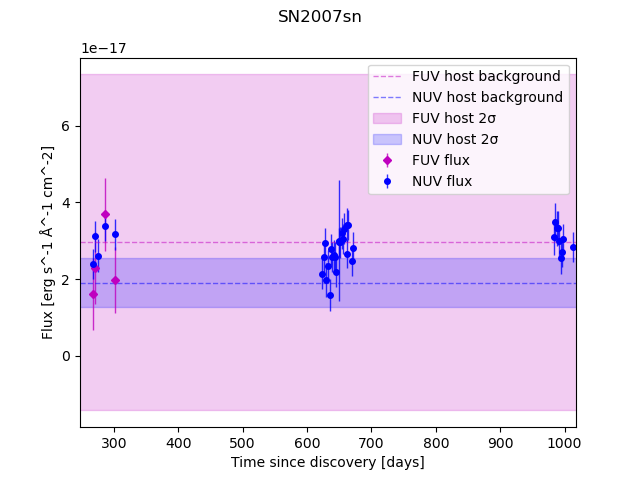 SN2007sn
1e−17
FUV host background
NUV host background
FUV host 2σ
NUV host 2σ
FUV flux
NUV flux
6
4
2
0
Flux [erg s^-1 Å^-1 cm^-2]
300 400 500 600 700 800 900 1000
Time since discovery [days]